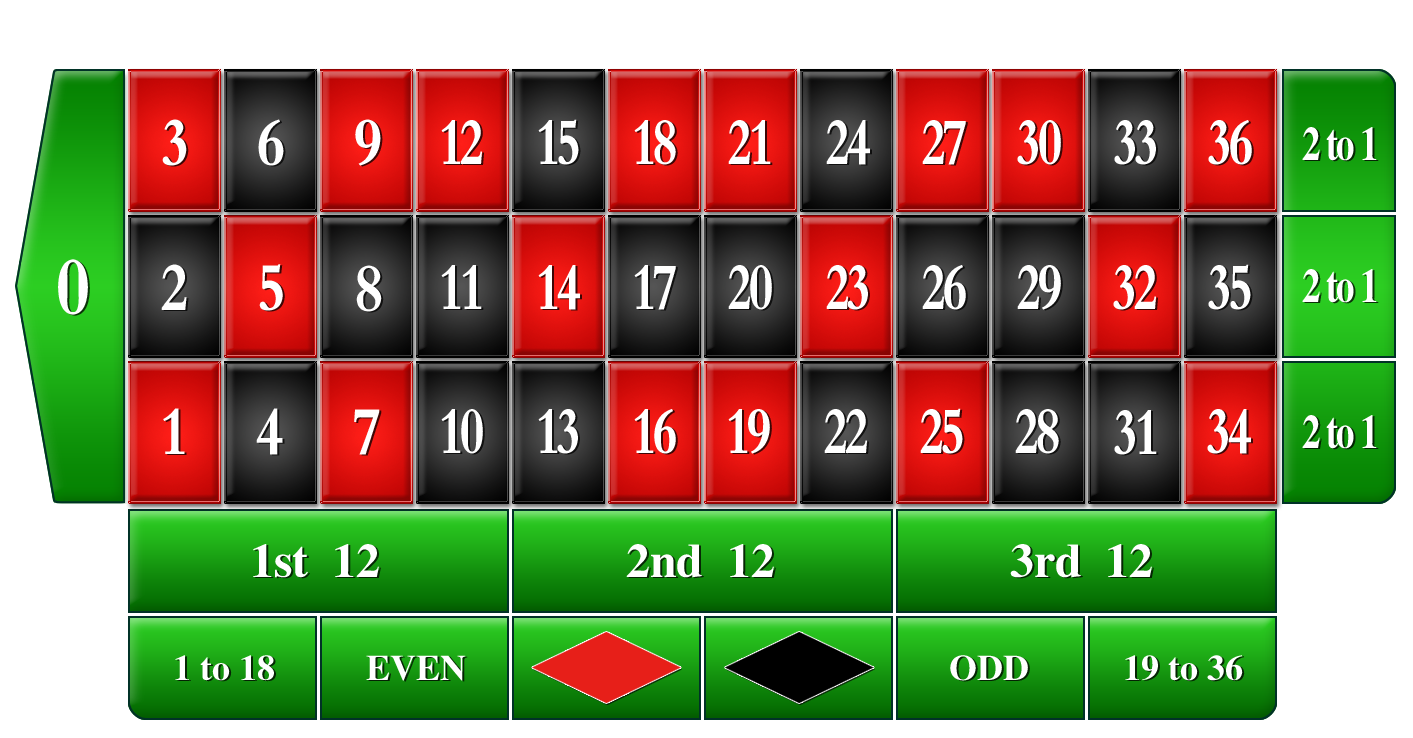 3 6 9 12 15 18 21 24 27 30 33 36 2 to 1
0 2 5 8 11 14 17 20 23 26 29 32 35 2 to 1
1 4 7 10 13 16 19 22 25 28 31 34 2 to 1
1st 12 2nd 12 3rd 12
1 to 18 EVEN ODD 19 to 36